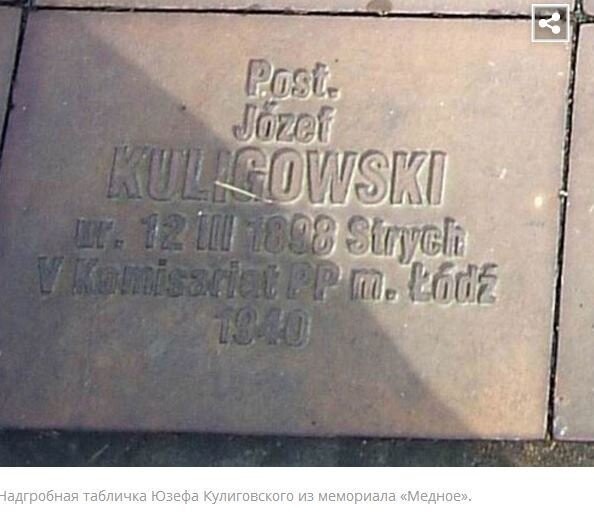 Post.
Józef
KULIGOWSKI
ur. 12 III 1898 Strych
V Komisariat PP m. Łódź
1940
Надгробная табличка Юзефа Кулиговского из мемориала «Медное».